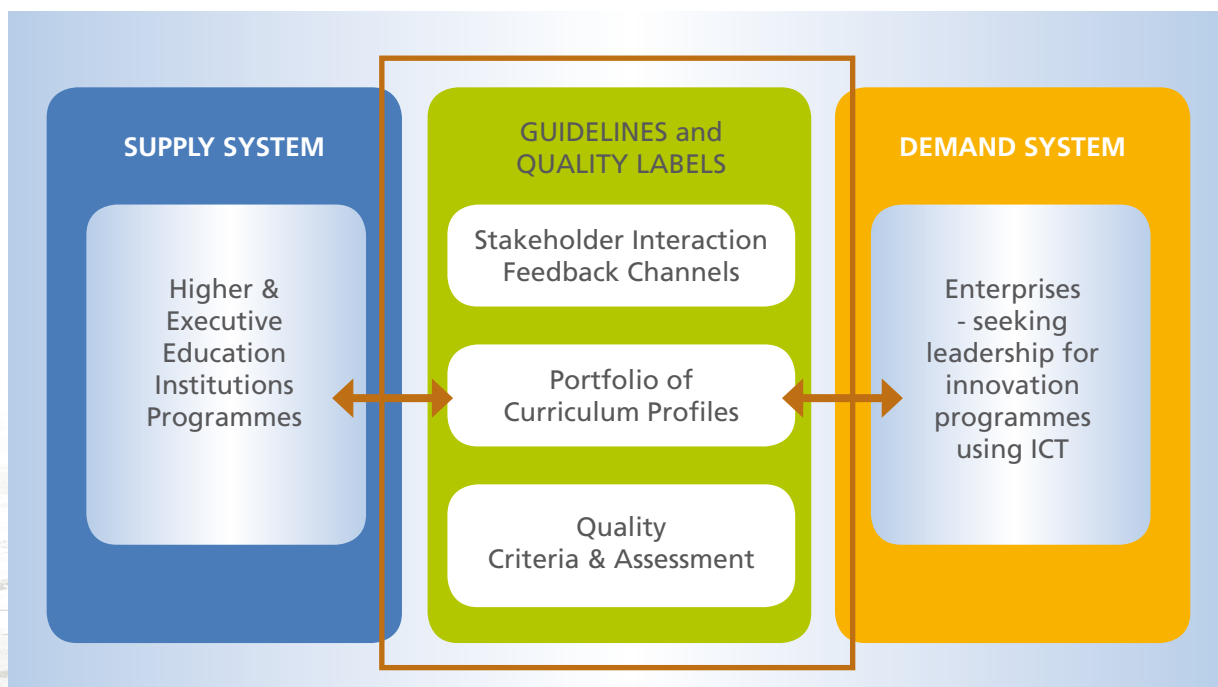 SUPPLY SYSTEM
Higher &
Executive
Education
Institutions
Programmes
GUIDELINES and
QUALITY LABELS
Stakeholder Interaction
Feedback Channels
Portfolio of
Curriculum Profiles
Quality
Criteria & Assessment
DEMAND SYSTEM
Enterprises
- seeking
leadership for
innovation
programmes
using ICT